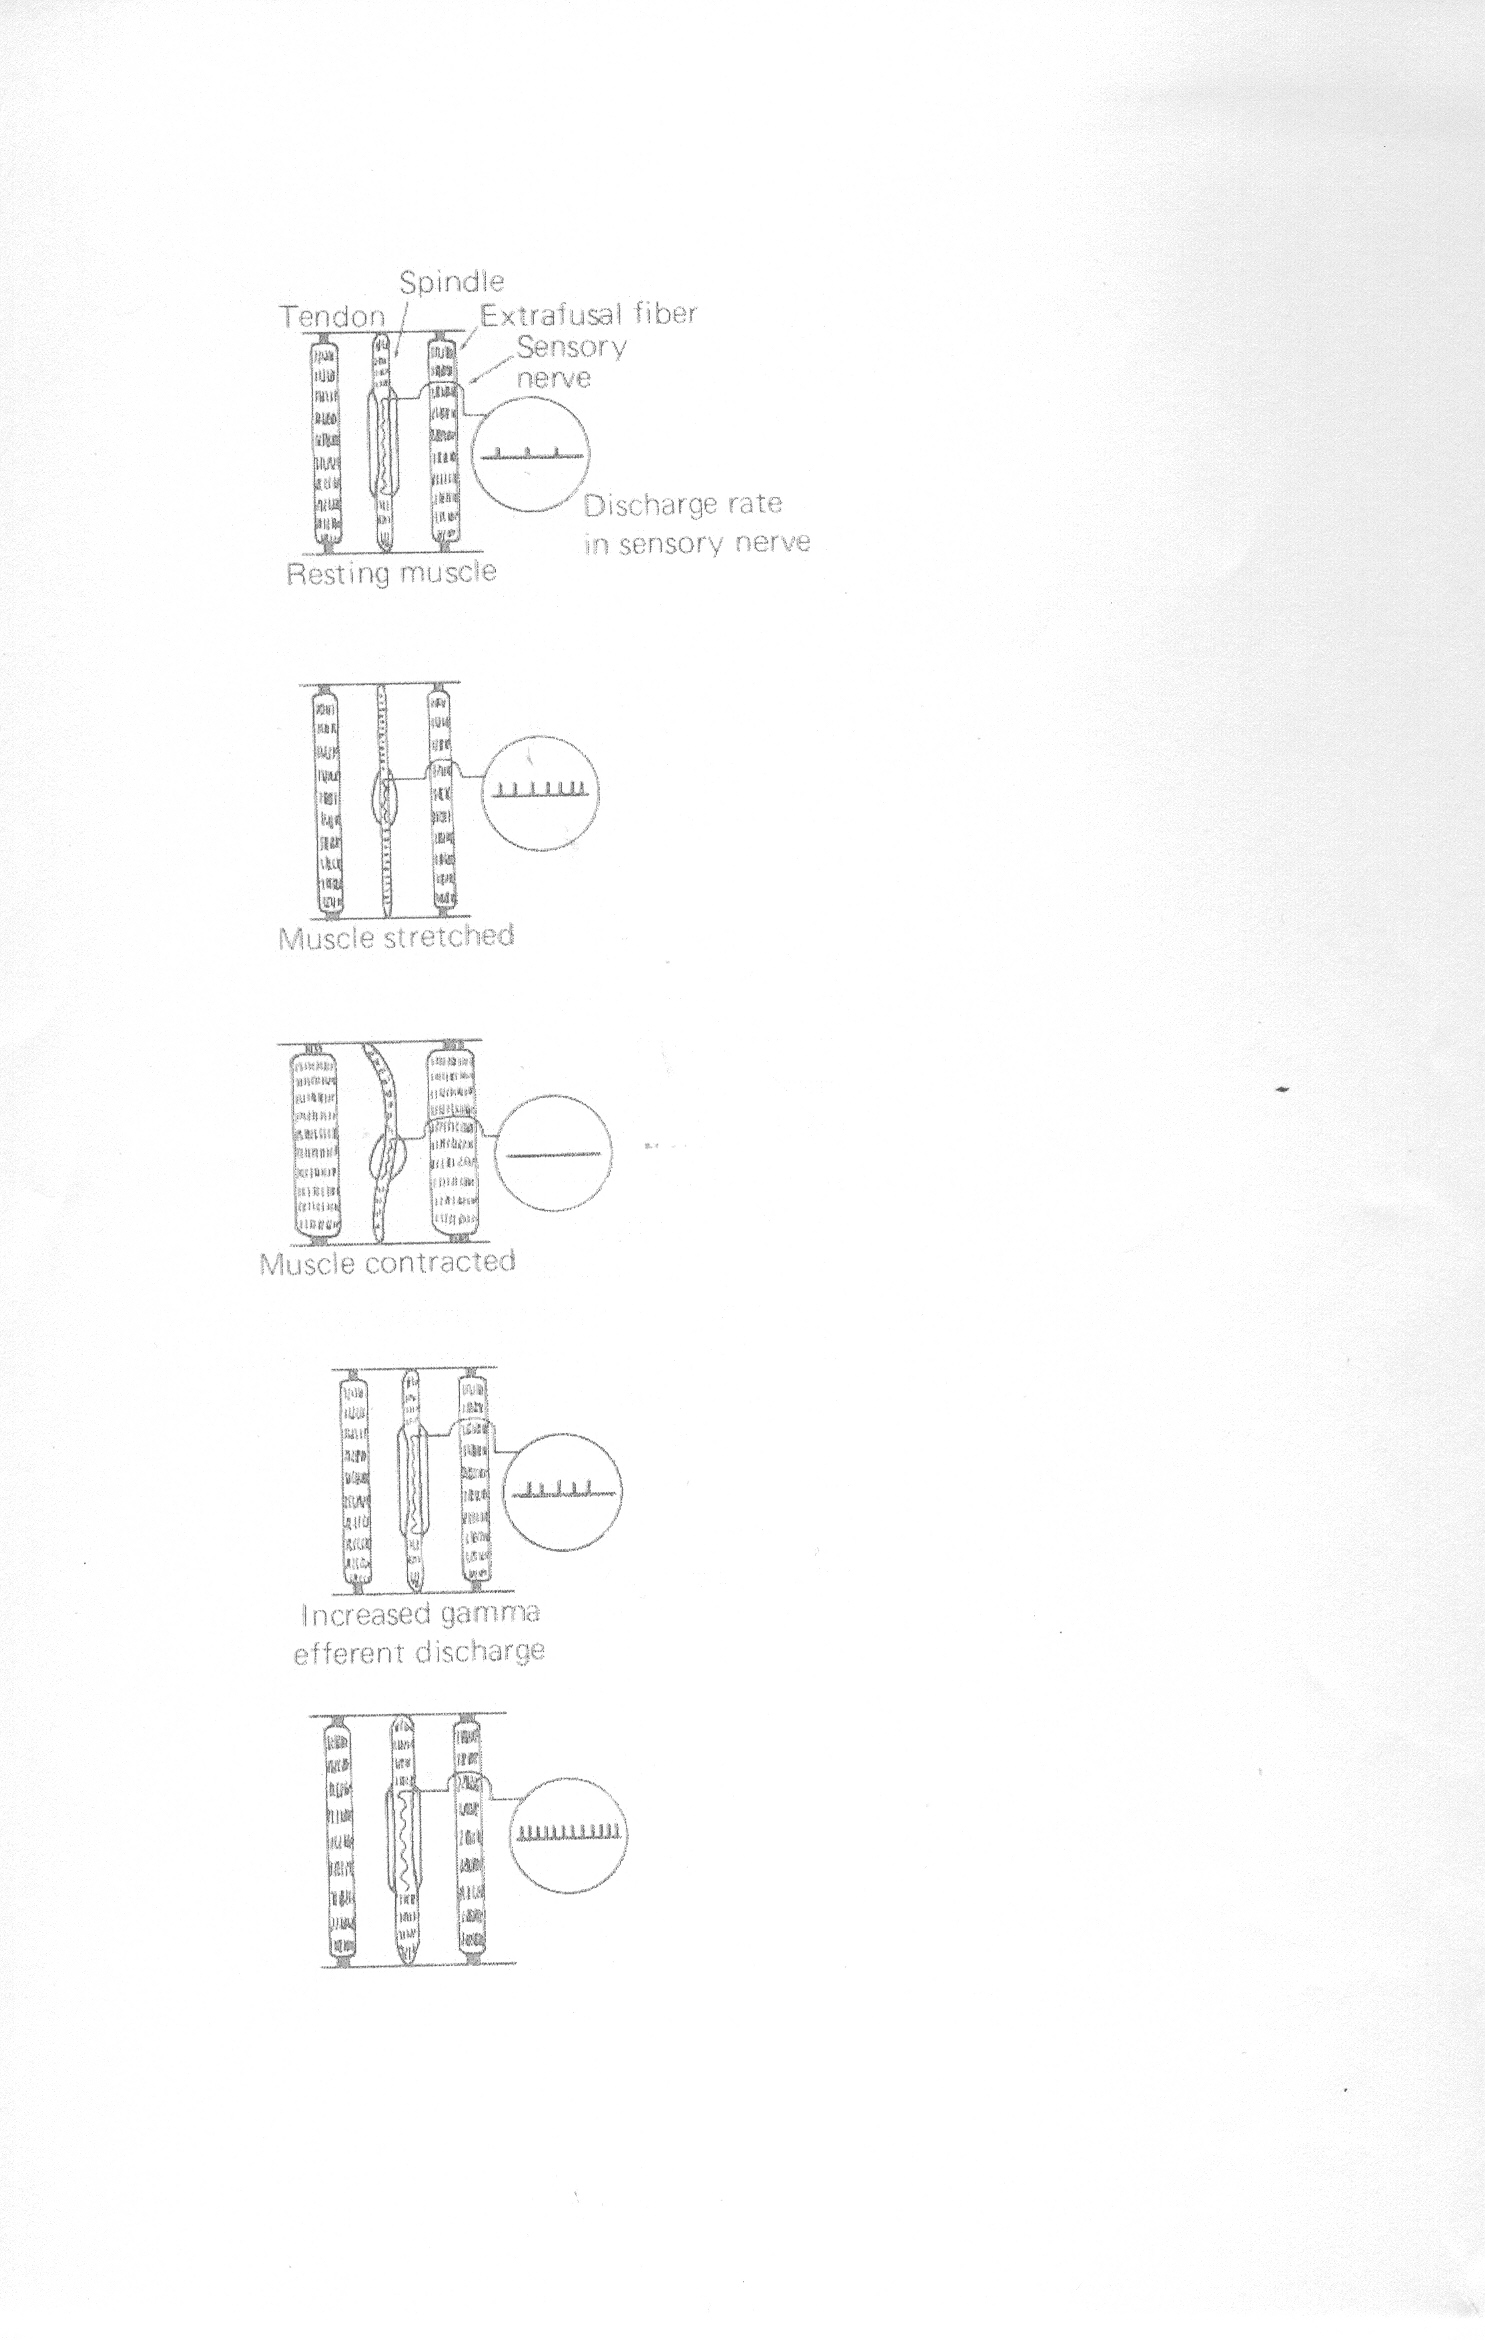 Spindle
Tendon
Extrafusal fiber
Sensory
nerve
Discharge rate
in sensory nerve
Resting muscle
Muscle stretched
Muscle contracted
Increased gamma
efferent discharge